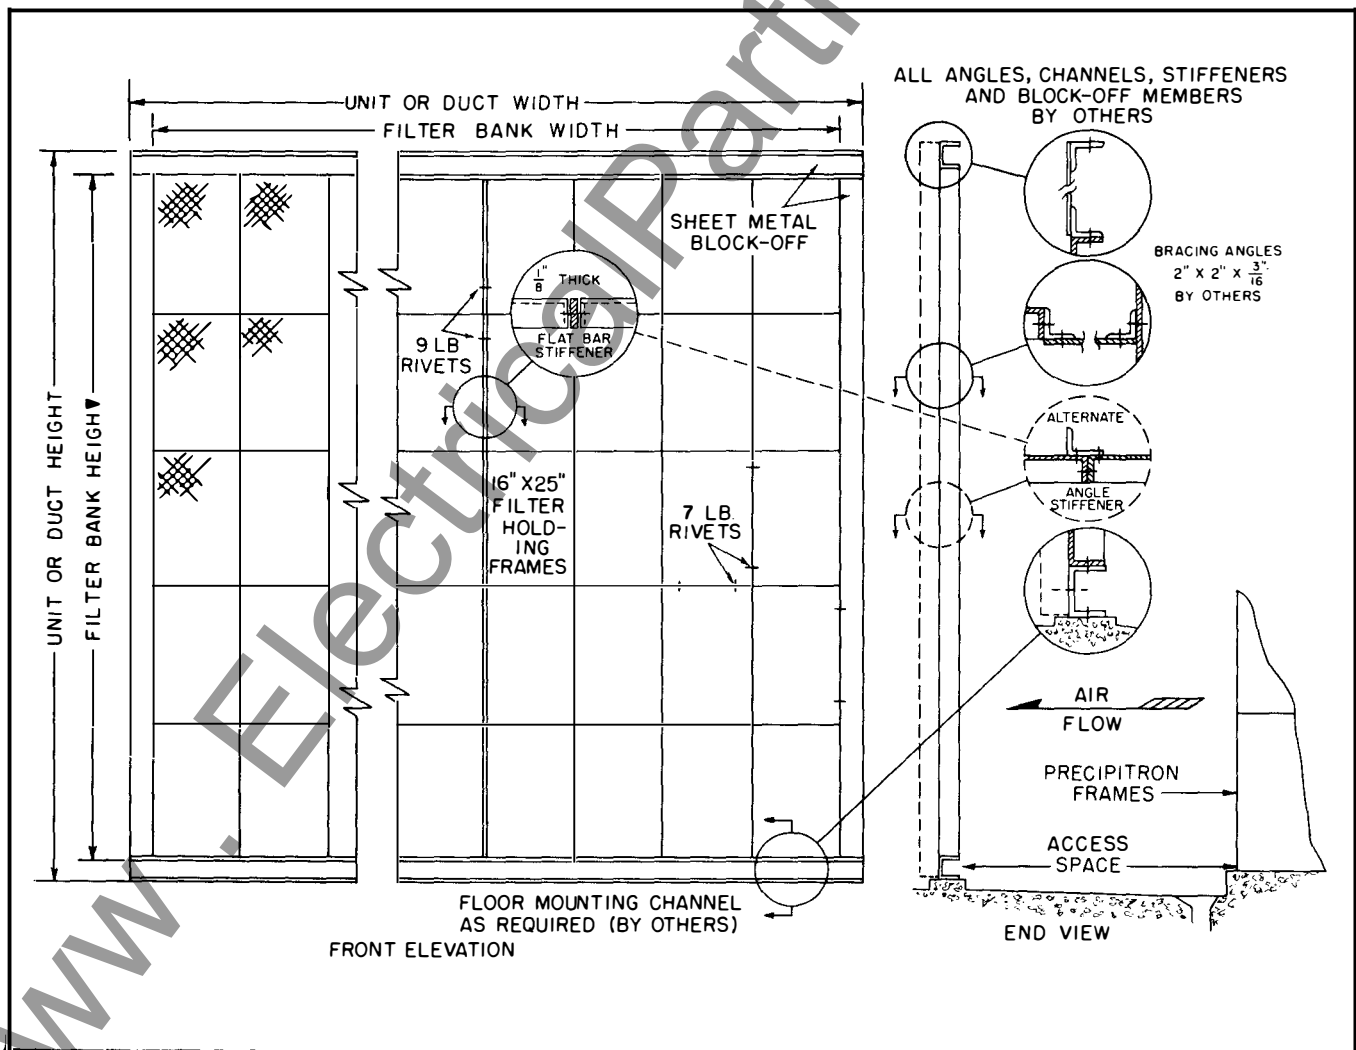 UNIT OR DUCT WIDTH
FILTER BANK WIDTH
ALL ANGLES, CHANNELS, STIFFENERS
AND BLOCK-OFF MEMBERS
BY OTHERS
SHEET METAL
BLOCK-OFF
BRACING ANGLES
2" X 2" X 3/16"
BY OTHERS
1/8" THICK
FLAT BAR
STIFFENER
9 LB
RIVETS
UNIT OR DUCT HEIGHT
FILTER BANK HEIGHT
ALTERNATE
ANGLE
STIFFENER
16" X25"
FILTER
HOLD-
ING
FRAMES
7 LB.
RIVETS
AIR
FLOW
PRECIPITRON
FRAMES
ACCESS
SPACE
FLOOR MOUNTING CHANNEL
AS REQUIRED (BY OTHERS)
FRONT ELEVATION
END VIEW